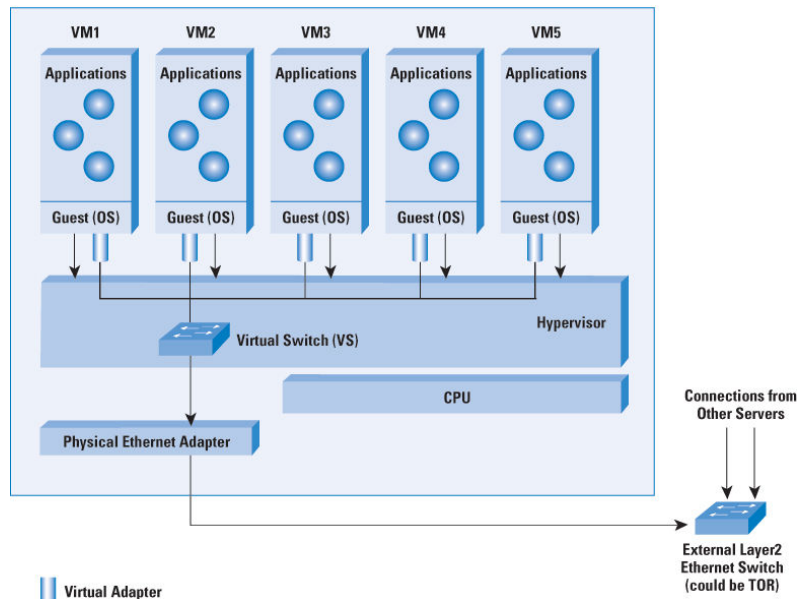 VM1
VM2
VM3
VM4
VM5
Applications
Applications
Applications
Applications
Applications
Guest (OS)
Guest (OS)
Guest (OS)
Guest (OS)
Guest (OS)
Hypervisor
Virtual Switch (VS)
CPU
Physical Ethernet Adapter
Connections from
Other Servers
External Layer2
Ethernet Switch
(could be TOR)
Virtual Adapter